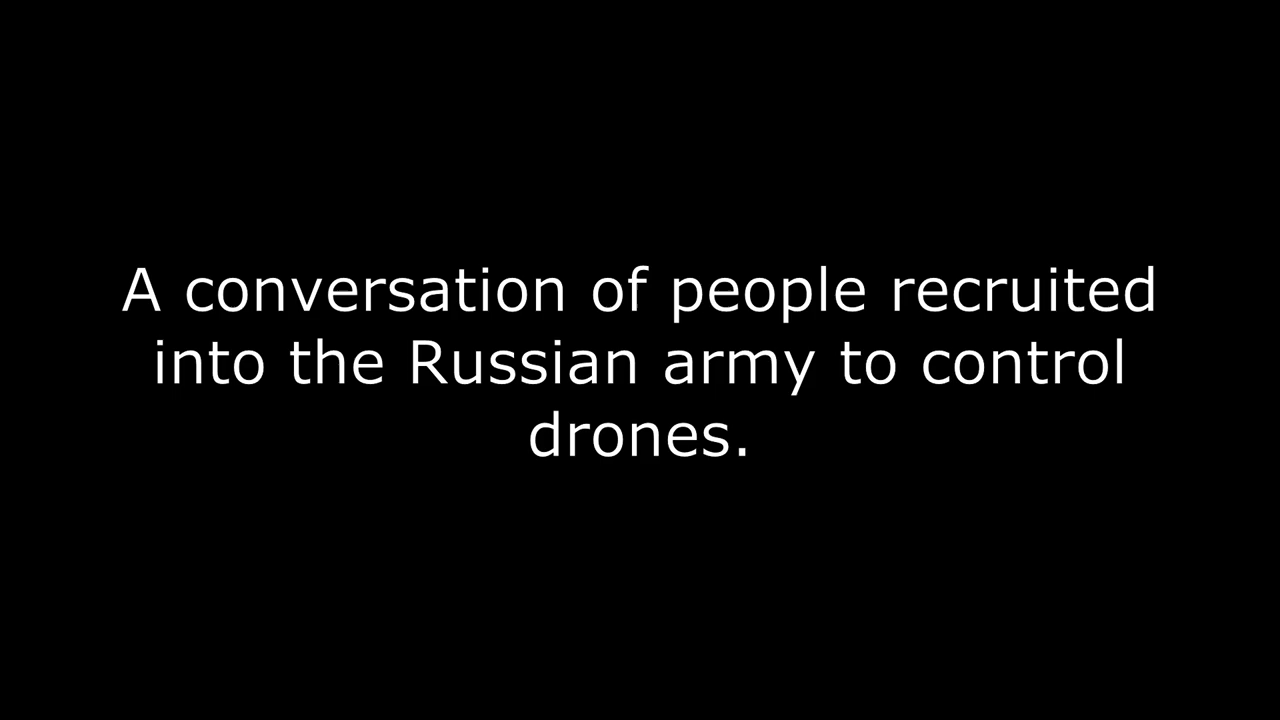 A conversation of people recruited
into the Russian army to control
drones.